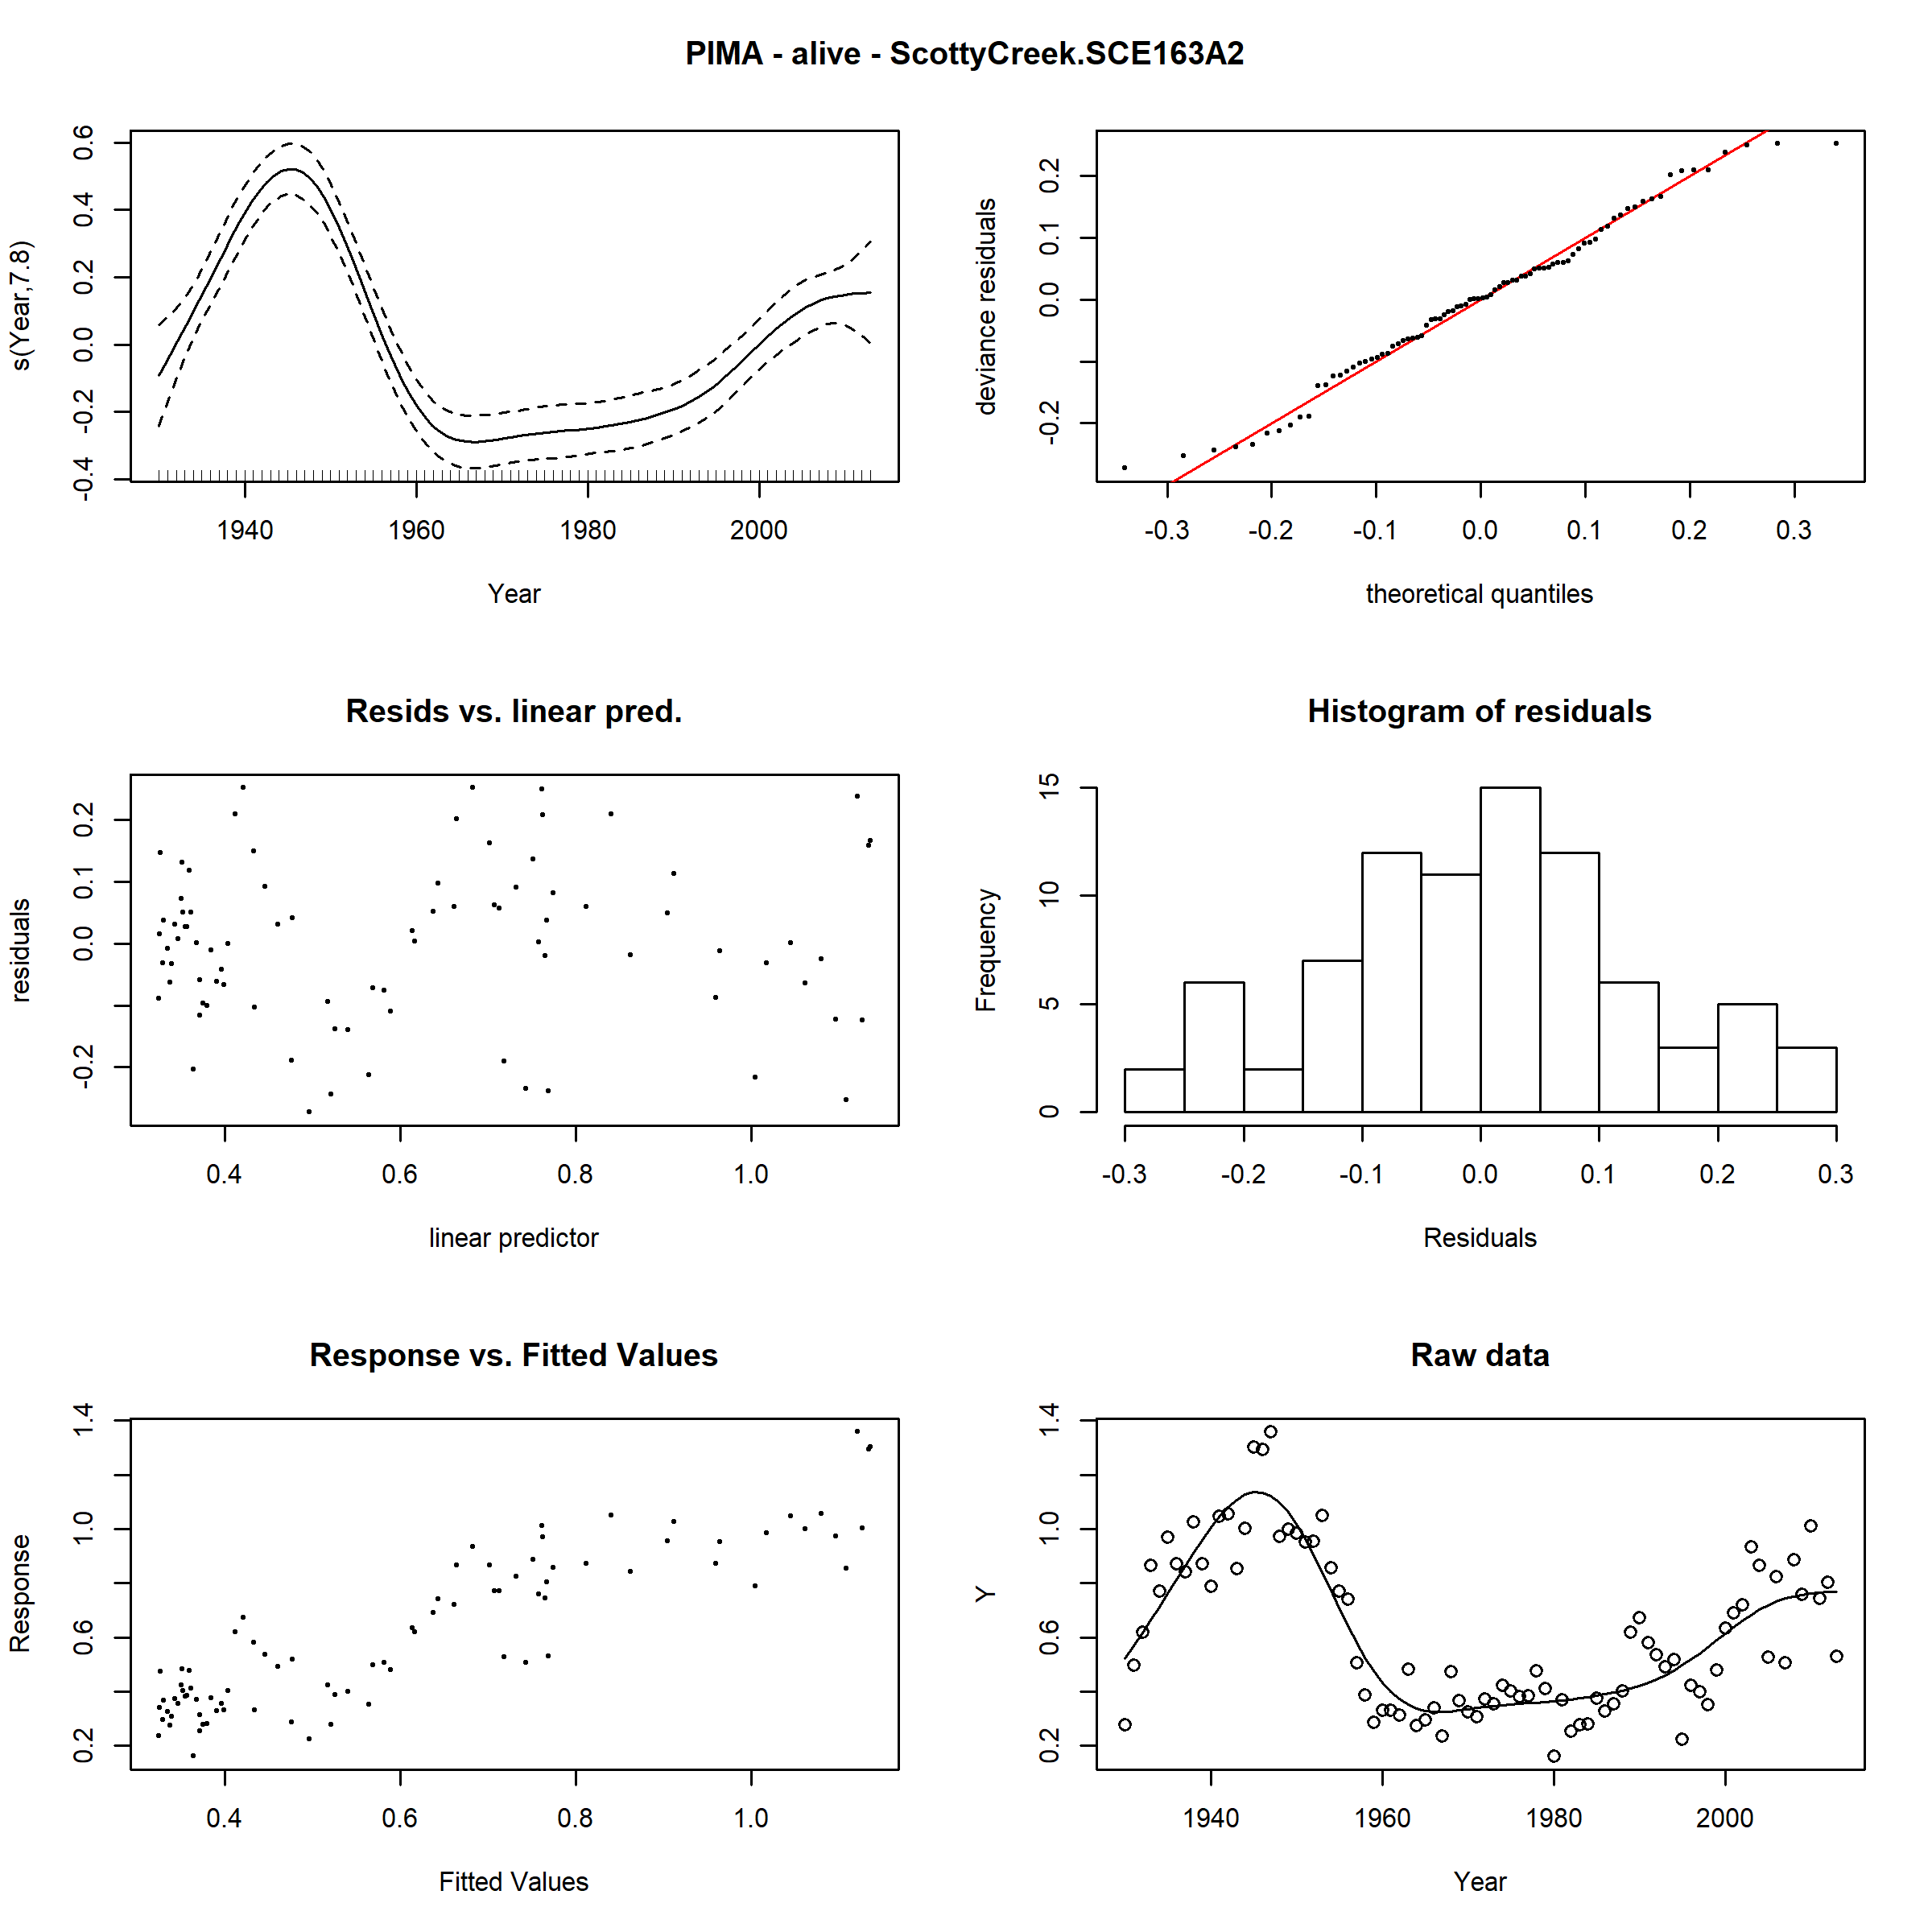 PIMA - alive - ScottyCreek.SCE163A2
s(Year,7.8)
0.6
0.4
0.2
0.0
-0.2
-0.4
1940 1960 1980 2000
Year
deviance residuals
0.2
0.1
0.0
-0.2
-0.3 -0.2 -0.1 0.0 0.1 0.2 0.3
theoretical quantiles
Resids vs. linear pred.
residuals
0.2
0.1
0.0
-0.2
0.4 0.6 0.8 1.0
linear predictor
Histogram of residuals
Frequency
15
10
5
0
-0.3 -0.2 -0.1 0.0 0.1 0.2 0.3
Residuals
Response vs. Fitted Values
Response
1.4
1.0
0.6
0.2
0.4 0.6 0.8 1.0
Fitted Values
Raw data
Y
1.4
1.0
0.6
0.2
1940 1960 1980 2000
Year